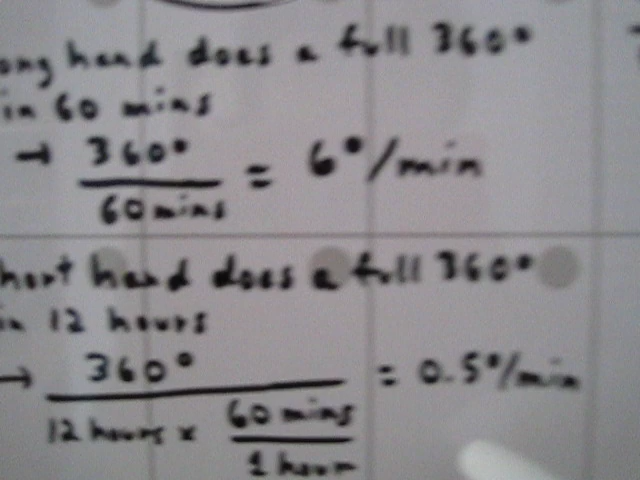 ong hand does a full 360°
in 60 mins
→ 360°
60 mins
= 6°/min
hort hand does a full 360°
in 12 hours
→ 360°
12 hours x 60 mins
1 hour
= 0.5°/min